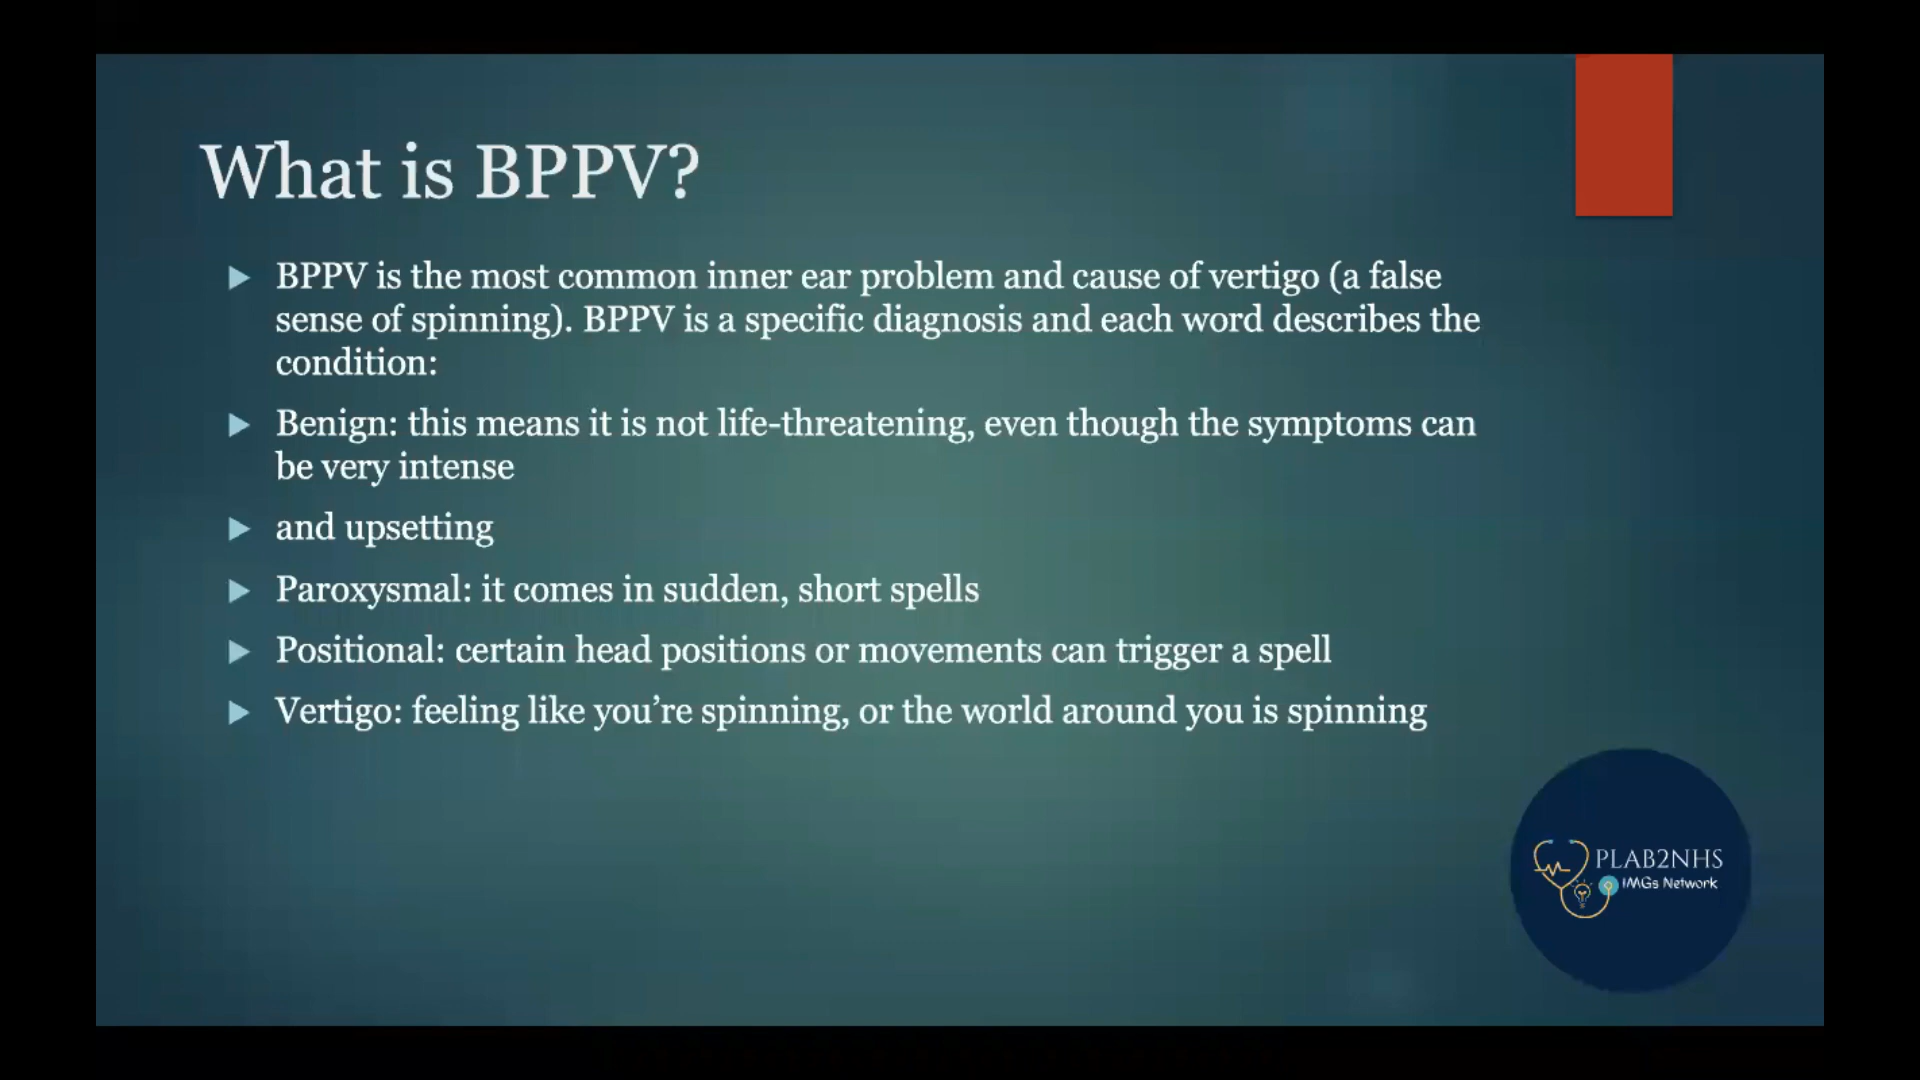 What is BPPV?
BPPV is the most common inner ear problem and cause of vertigo (a false
sense of spinning). BPPV is a specific diagnosis and each word describes the
condition:
Benign: this means it is not life-threatening, even though the symptoms can
be very intense
and upsetting
Paroxysmal: it comes in sudden, short spells
Positional: certain head positions or movements can trigger a spell
Vertigo: feeling like you’re spinning, or the world around you is spinning
PLAB2NHS
IMGs Network